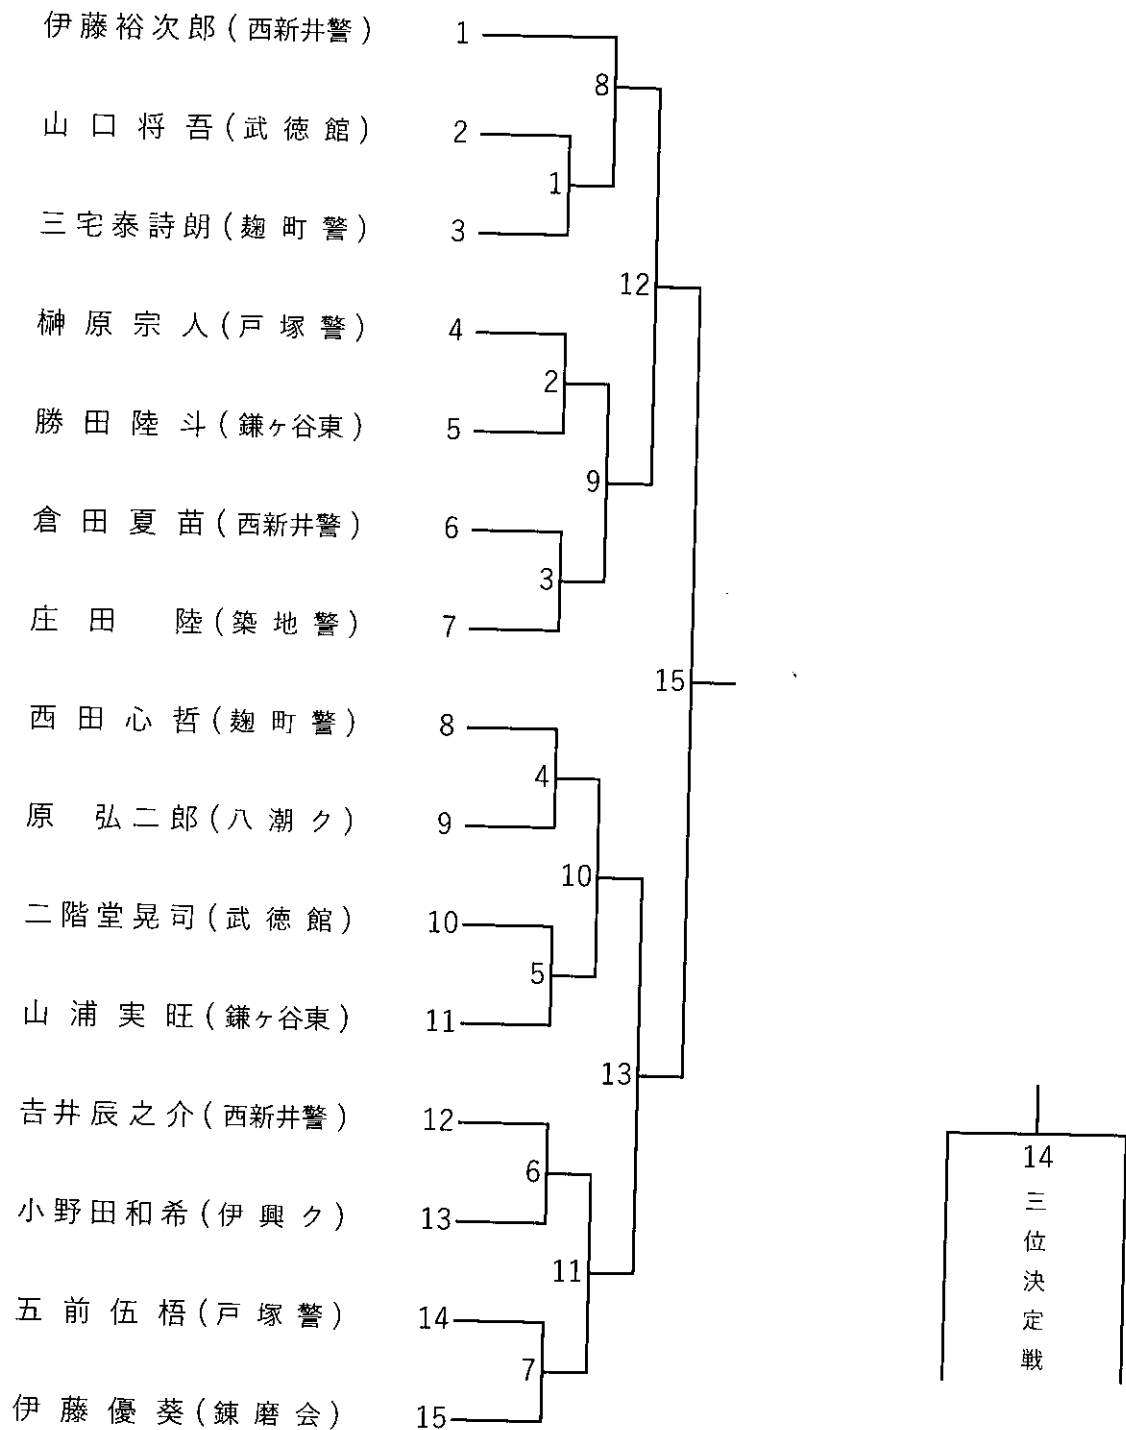 伊藤裕次郎(西新井警) 1
8
山口将吾(武徳館) 2
1
三宅泰詩朗(麹町警) 3
12
榊原宗人(戸塚警) 4
2
勝田陸斗(鎌ヶ谷東) 5
9
倉田夏苗(西新井警) 6
3
庄田 陸(築地警) 7
15
西田心哲(麹町警) 8
4
原 弘二郎(八潮ク) 9
10
二階堂晃司(武徳館) 10
5
山浦実旺(鎌ヶ谷東) 11
13
𠮷井辰之介(西新井警) 12
6
小野田和希(伊興ク) 13
11
五前伍梧(戸塚警) 14
7
伊藤優葵(錬磨会) 15
14
三位決定戦